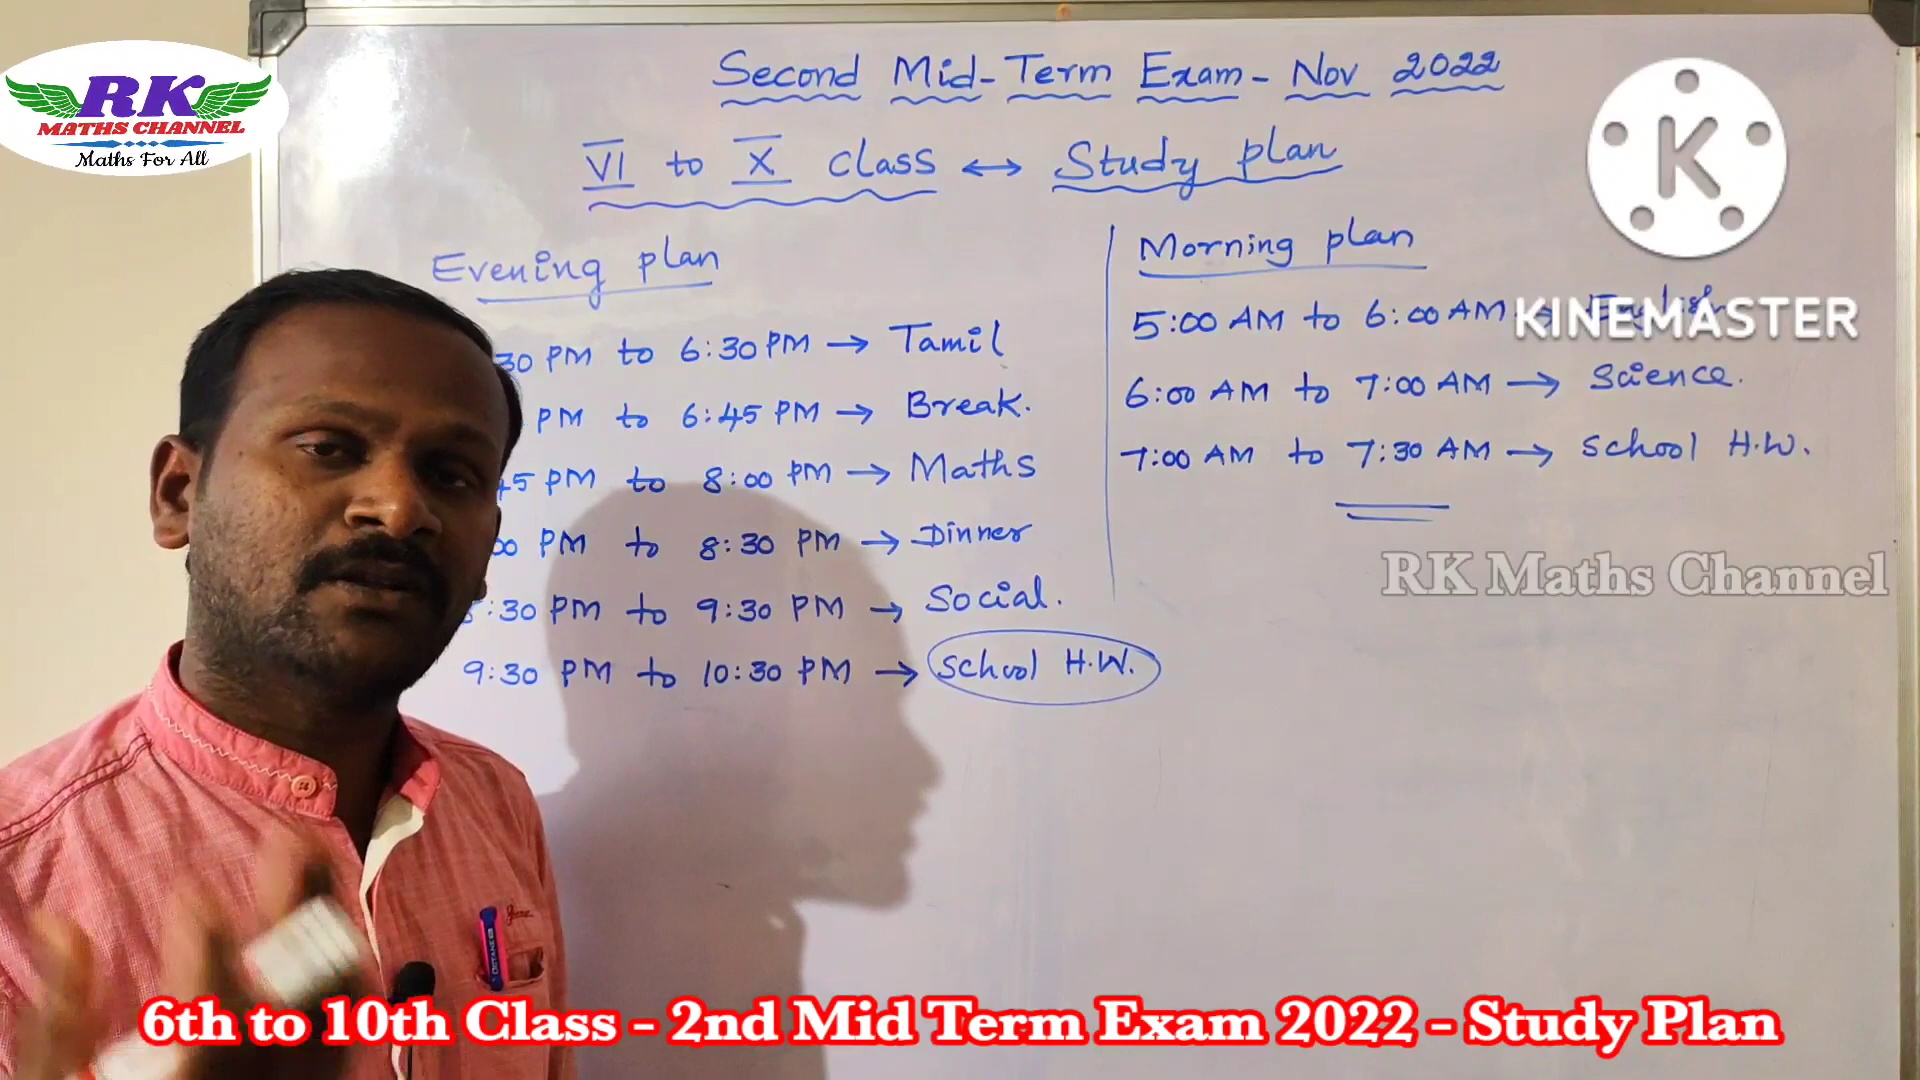 RK
MATHS CHANNEL
Maths For All
Second Mid-Term Exam - Nov 2022
VI to X class ↔ Study plan
Evening plan
30 PM to 6:30 PM → Tamil
PM to 6:45 PM → Break.
45 PM to 8:00 PM → Maths
00 PM to 8:30 PM → Dinner
8:30 PM to 9:30 PM → Social.
9:30 PM to 10:30 PM → School H.W.
Morning plan
5:00 AM to 6:00 AM → English
6:00 AM to 7:00 AM → Science.
7:00 AM to 7:30 AM → School H.W.
K
KINEMASTER
RK Maths Channel
6th to 10th Class - 2nd Mid Term Exam 2022 - Study Plan